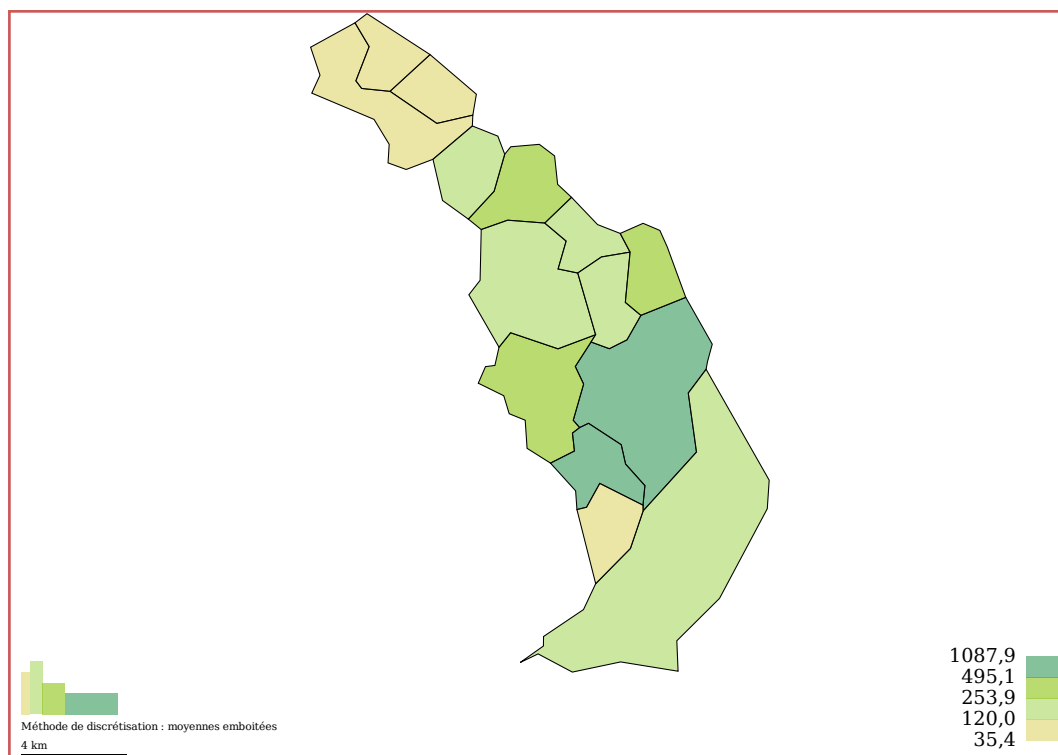 1087,9
495,1
253,9
120,0
35,4
Méthode de discrétisation : moyennes emboitées
4 km